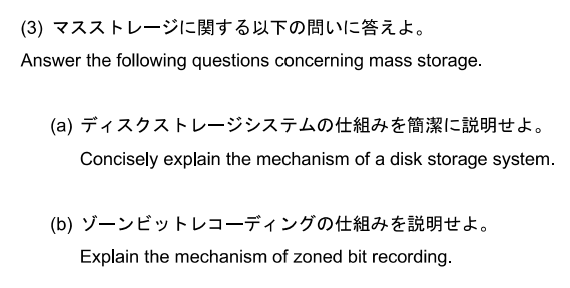 (3) マスストレージに関する以下の問いに答えよ。
Answer the following questions concerning mass storage.
(a) ディスクストレージシステムの仕組みを簡潔に説明せよ。
Concisely explain the mechanism of a disk storage system.
(b) ゾーンビットレコーディングの仕組みを説明せよ。
Explain the mechanism of zoned bit recording.